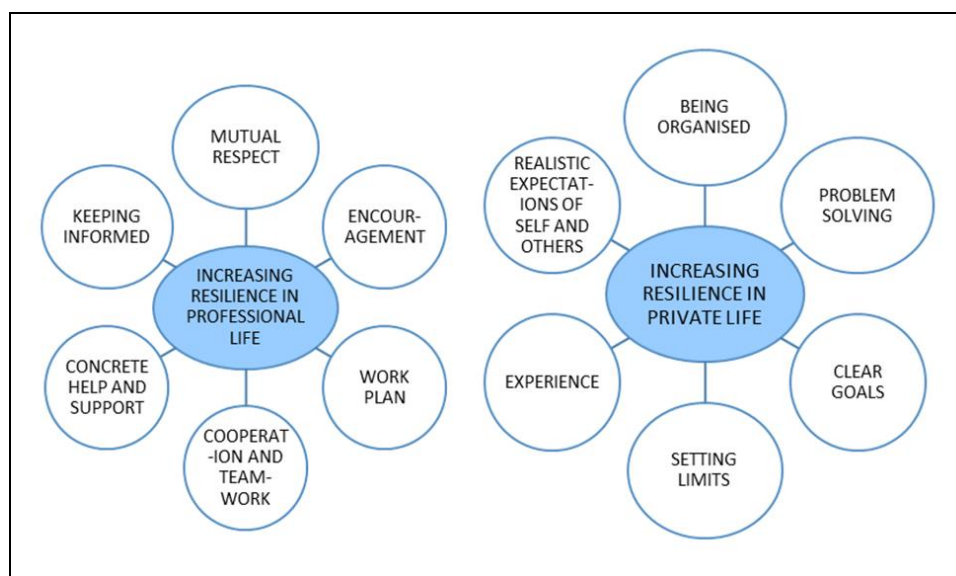 MUTUAL
RESPECT
ENCOUR-
AGEMENT
WORK
PLAN
COOPERAT
-ION AND
TEAM-
WORK
CONCRETE
HELP AND
SUPPORT
KEEPING
INFORMED
INCREASING
RESILIENCE IN
PROFESSIONAL
LIFE
BEING
ORGANISED
PROBLEM
SOLVING
CLEAR
GOALS
SETTING
LIMITS
EXPERIENCE
REALISTIC
EXPECTAT-
IONS OF
SELF AND
OTHERS
INCREASING
RESILIENCE IN
PRIVATE LIFE